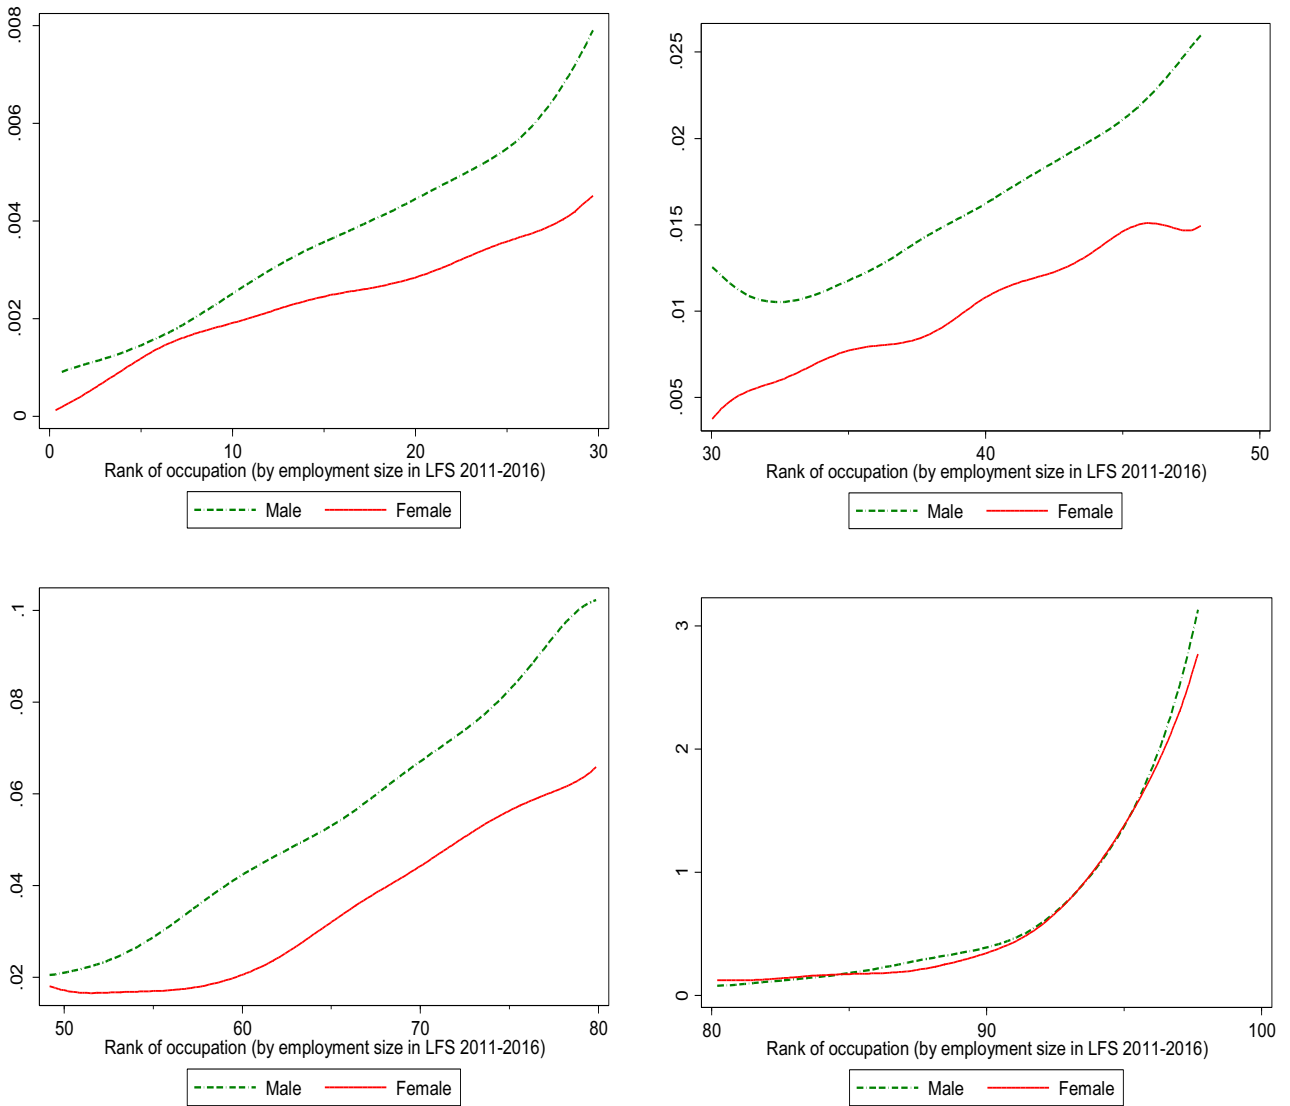 .008
.006
.004
.002
0
0 10 20 30
Rank of occupation (by employment size in LFS 2011-2016)
Male Female
.025
.02
.015
.01
.005
30 40 50
Rank of occupation (by employment size in LFS 2011-2016)
Male Female
.1
.08
.06
.04
.02
50 60 70 80
Rank of occupation (by employment size in LFS 2011-2016)
Male Female
3
2
1
0
80 90 100
Rank of occupation (by employment size in LFS 2011-2016)
Male Female